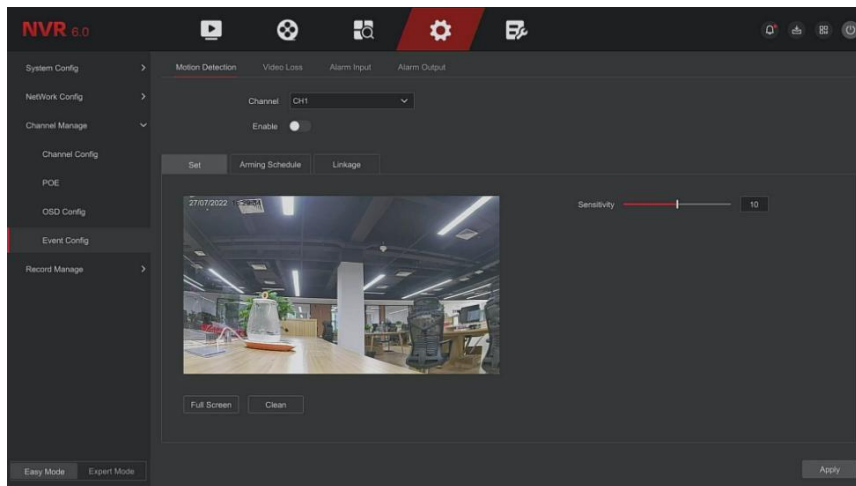 NVR 6.0
System Config
NetWork Config
Channel Manage
Channel Config
POE
OSD Config
Event Config
Record Manage
Easy Mode Expert Mode
Motion Detection Video Loss Alarm Input Alarm Output
Channel CH1
Enable
Set Arming Schedule Linkage
27/07/2022
Sensitivity 10
Full Screen Clean
Apply